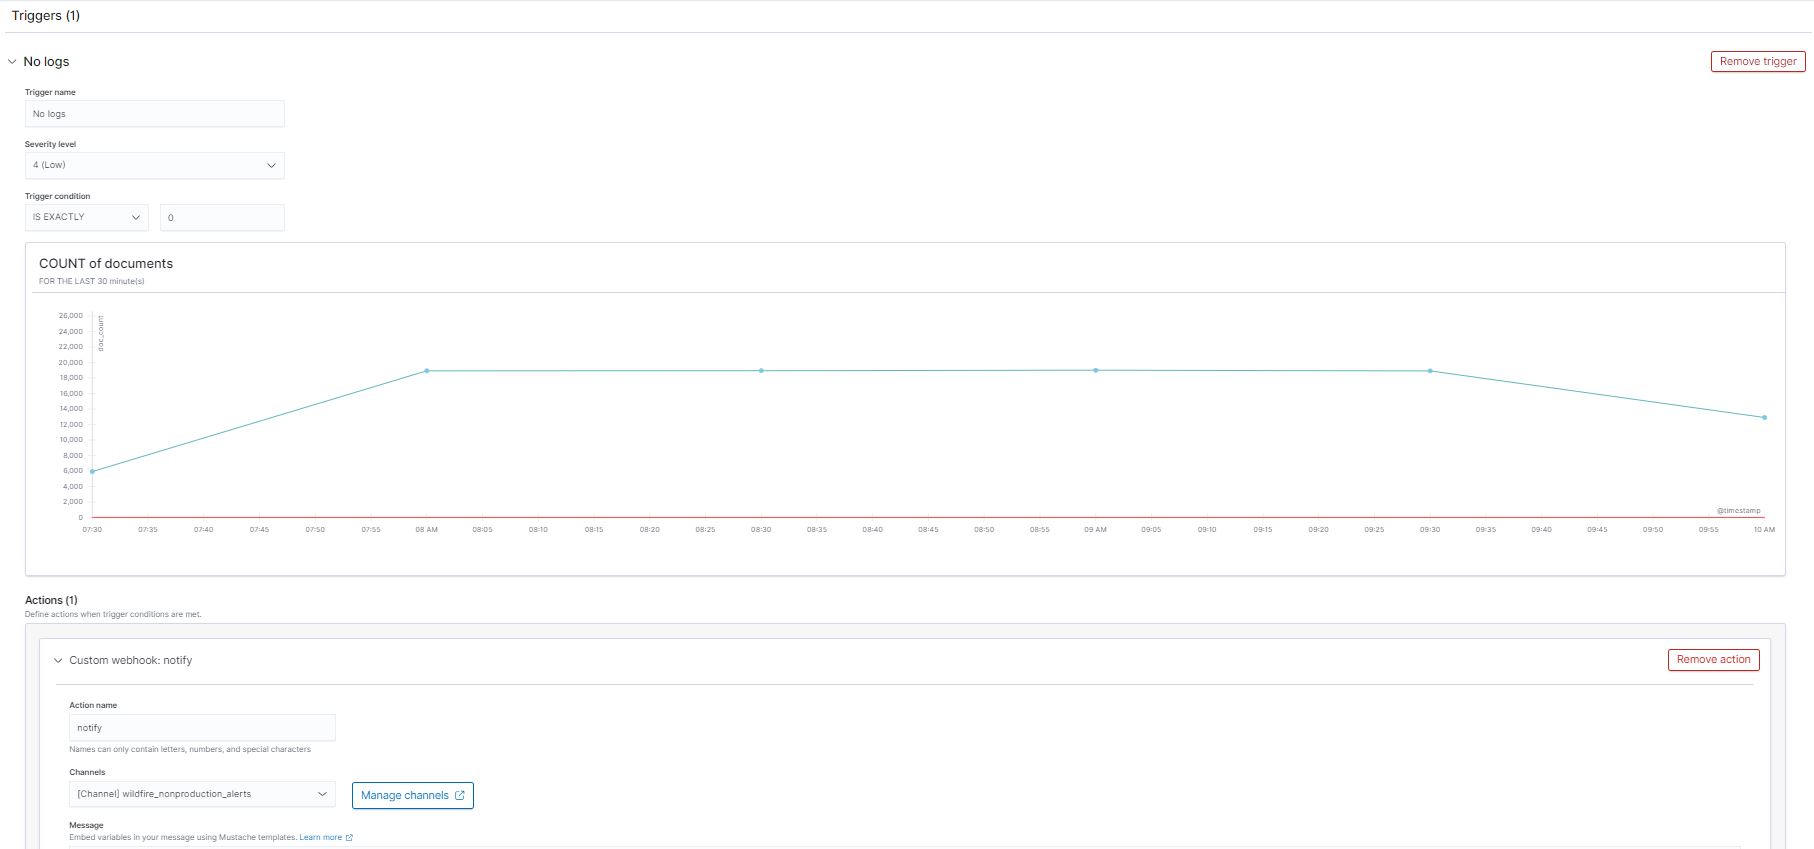 Triggers (1)
No logs
Remove trigger
Trigger name
No logs
Severity level
4 (Low)
Trigger condition
IS EXACTLY 0
COUNT of documents
FOR THE LAST 30 minute(s)
26,000
24,000
22,000
20,000
18,000
16,000
14,000
12,000
10,000
8,000
6,000
4,000
2,000
0
doc_count
@timestamp
07:30 07:35 07:40 07:45 07:50 07:55 08 AM 08:05 08:10 08:15 08:20 08:25 08:30 08:35 08:40 08:45 08:50 08:55 09 AM 09:05 09:10 09:15 09:20 09:25 09:30 09:35 09:40 09:45 09:50 09:55 10 AM
Actions (1)
Define actions when trigger conditions are met.
Custom webhook: notify
Remove action
Action name
notify
Names can only contain letters, numbers, and special characters
Channels
[Channel] wildfire_nonproduction_alerts
Manage channels
Message
Embed variables in your message using Mustache templates. Learn more